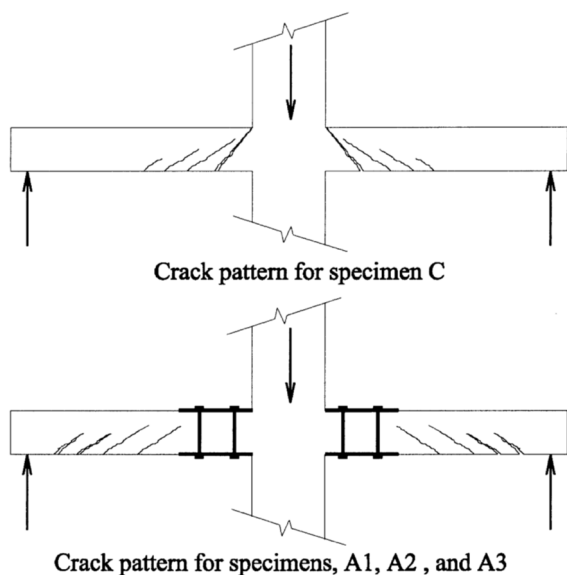 Crack pattern for specimen C
Crack pattern for specimens, A1, A2 , and A3